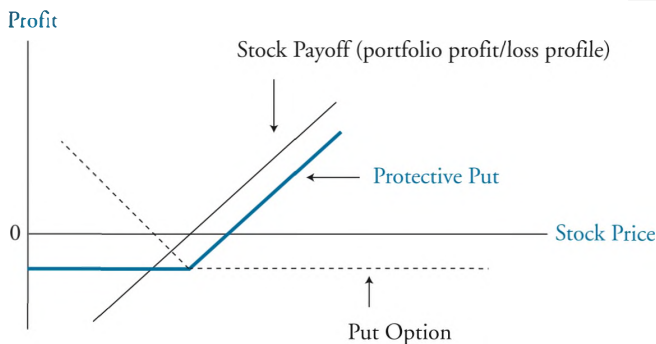 Profit
Stock Payoff (portfolio profit/loss profile)
Protective Put
0
Stock Price
Put Option